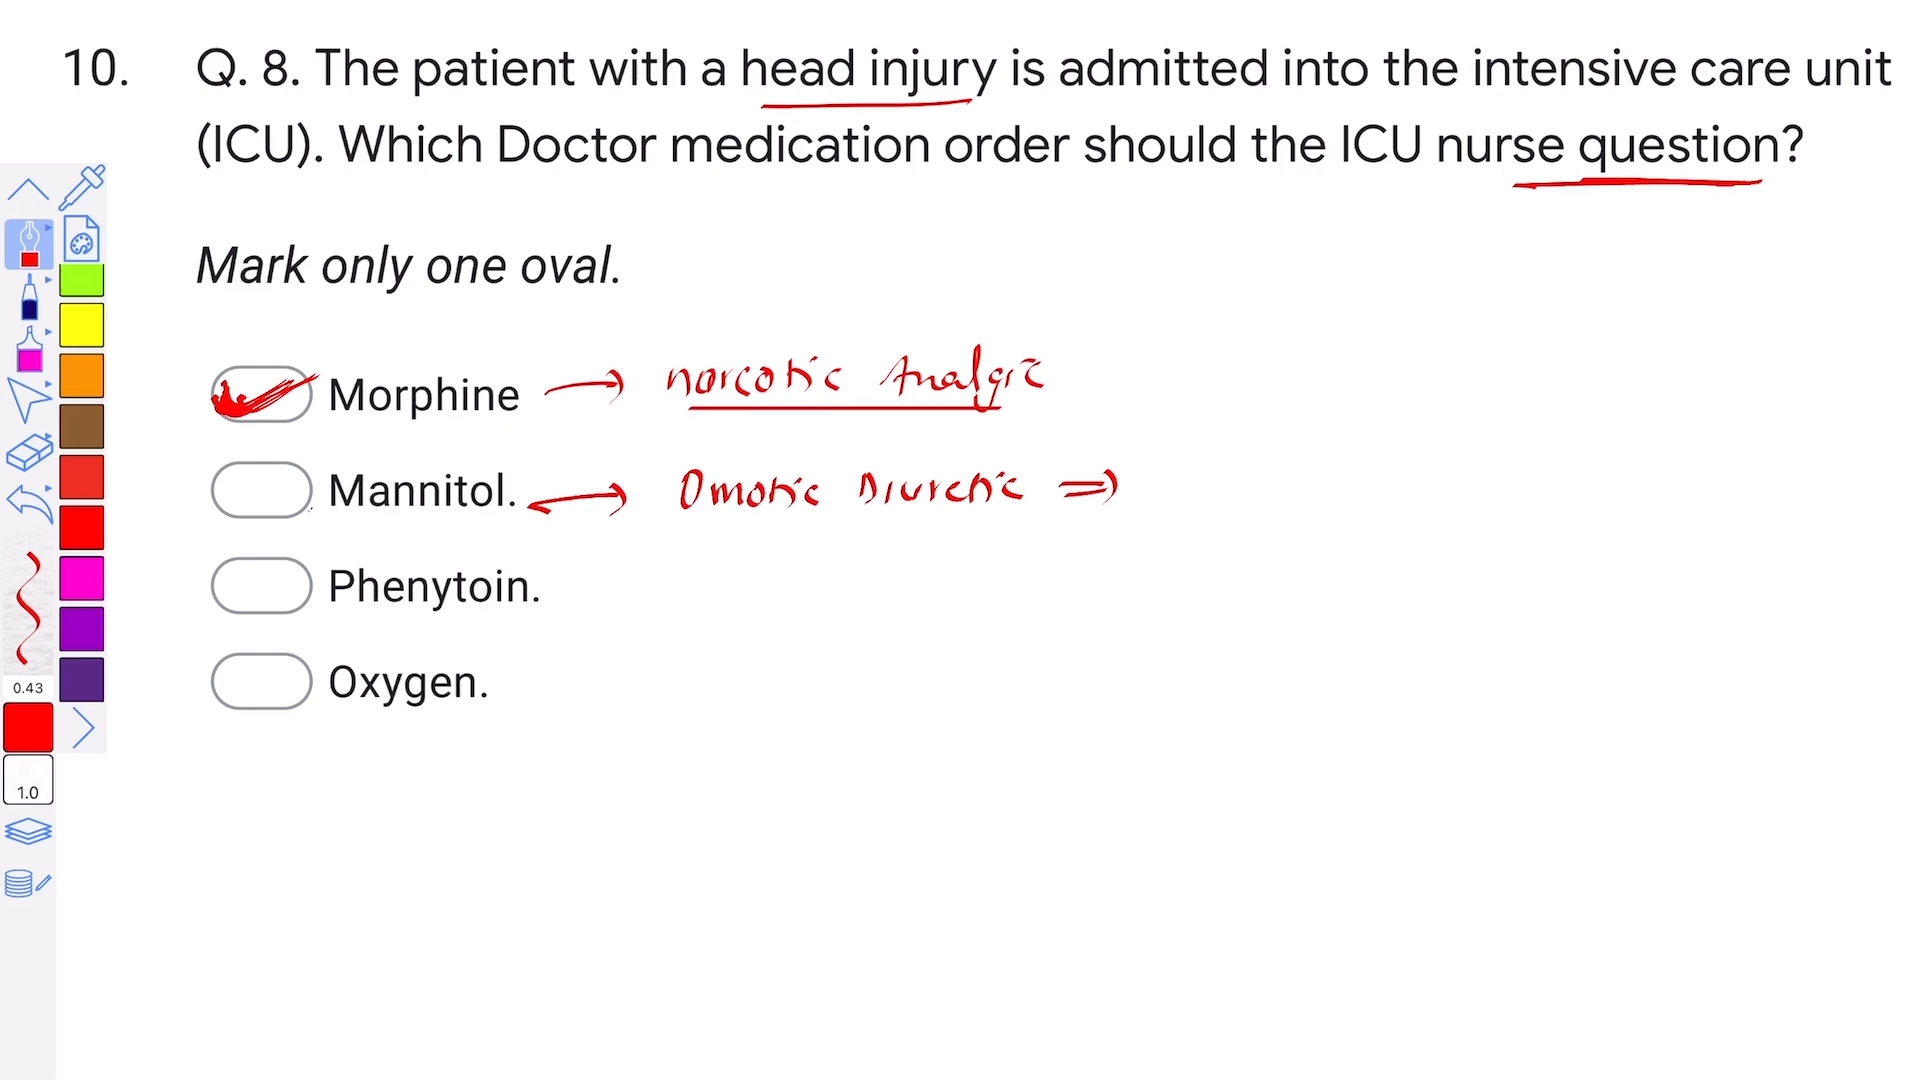 10. Q. 8. The patient with a head injury is admitted into the intensive care unit
(ICU). Which Doctor medication order should the ICU nurse question?
Mark only one oval.
Morphine → narcotic Analgic
Mannitol. → Omotic Diuretic ⇒
Phenytoin.
Oxygen.
0.43
1.0